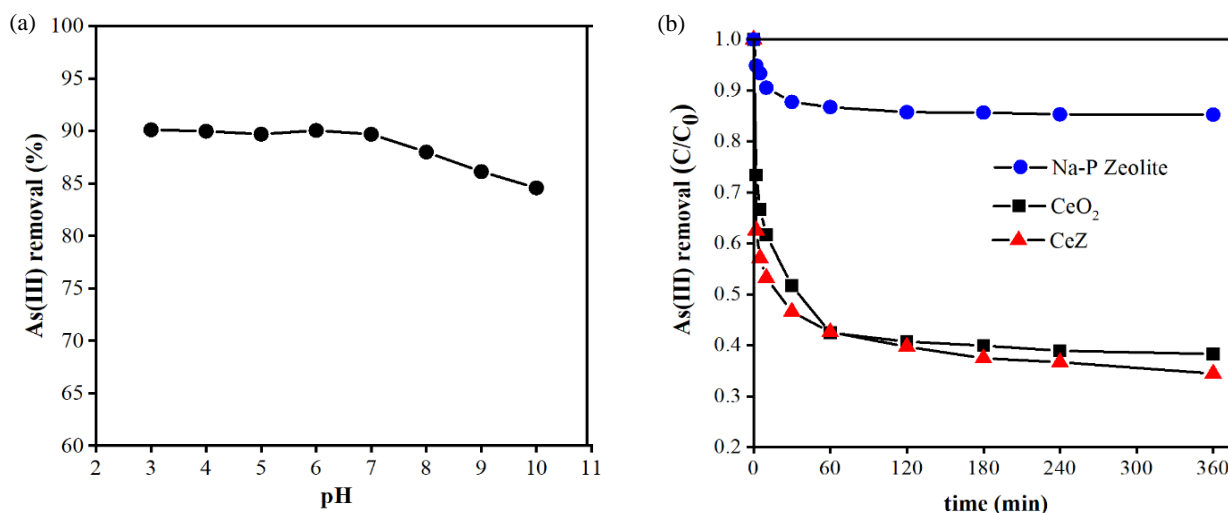 (a)
As(III) removal (%)
100
95
90
85
80
75
70
65
60
2 3 4 5 6 7 8 9 10 11
pH
(b)
As(III) removal (C/C₀)
1.0
0.9
0.8
0.7
0.6
0.5
0.4
0.3
0.2
Na-P Zeolite
CeO₂
CeZ
0 60 120 180 240 300 360
time (min)